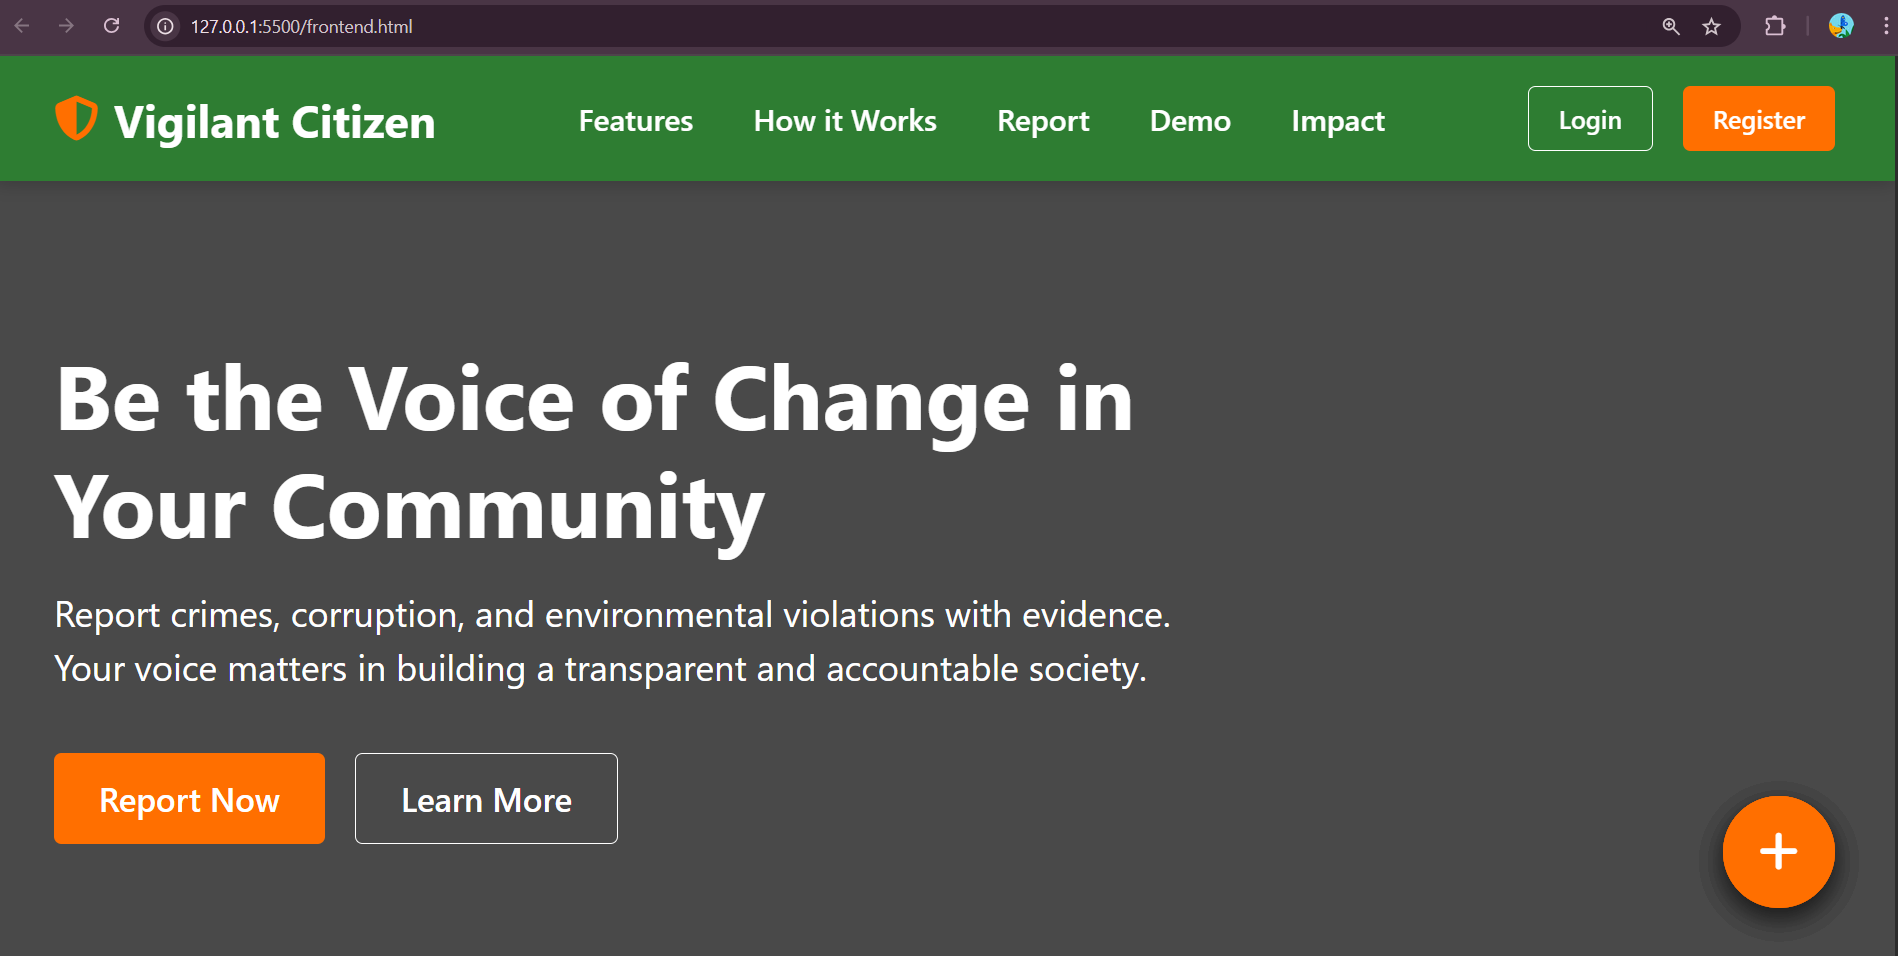 127.0.0.1:5500/frontend.html
Vigilant Citizen
Features
How it Works
Report
Demo
Impact
Login
Register
Be the Voice of Change in
Your Community
Report crimes, corruption, and environmental violations with evidence.
Your voice matters in building a transparent and accountable society.
Report Now
Learn More